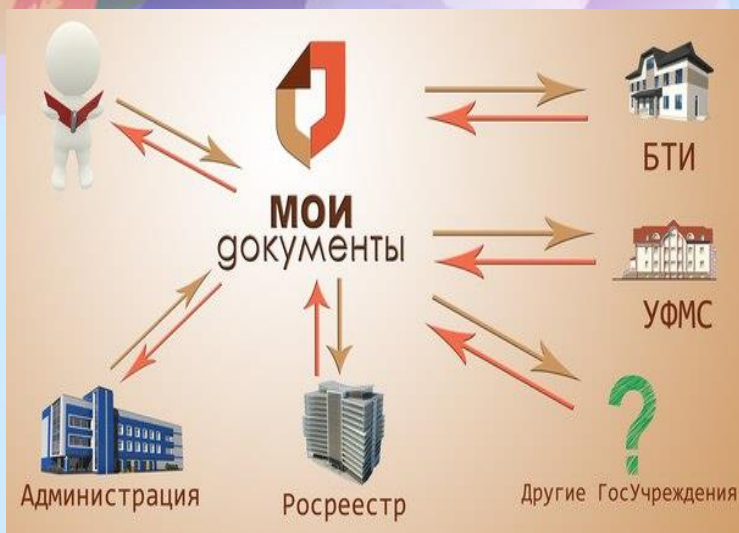 мои
документы
БТИ
УФМС
Администрация
Росреестр
Другие ГосУчреждения